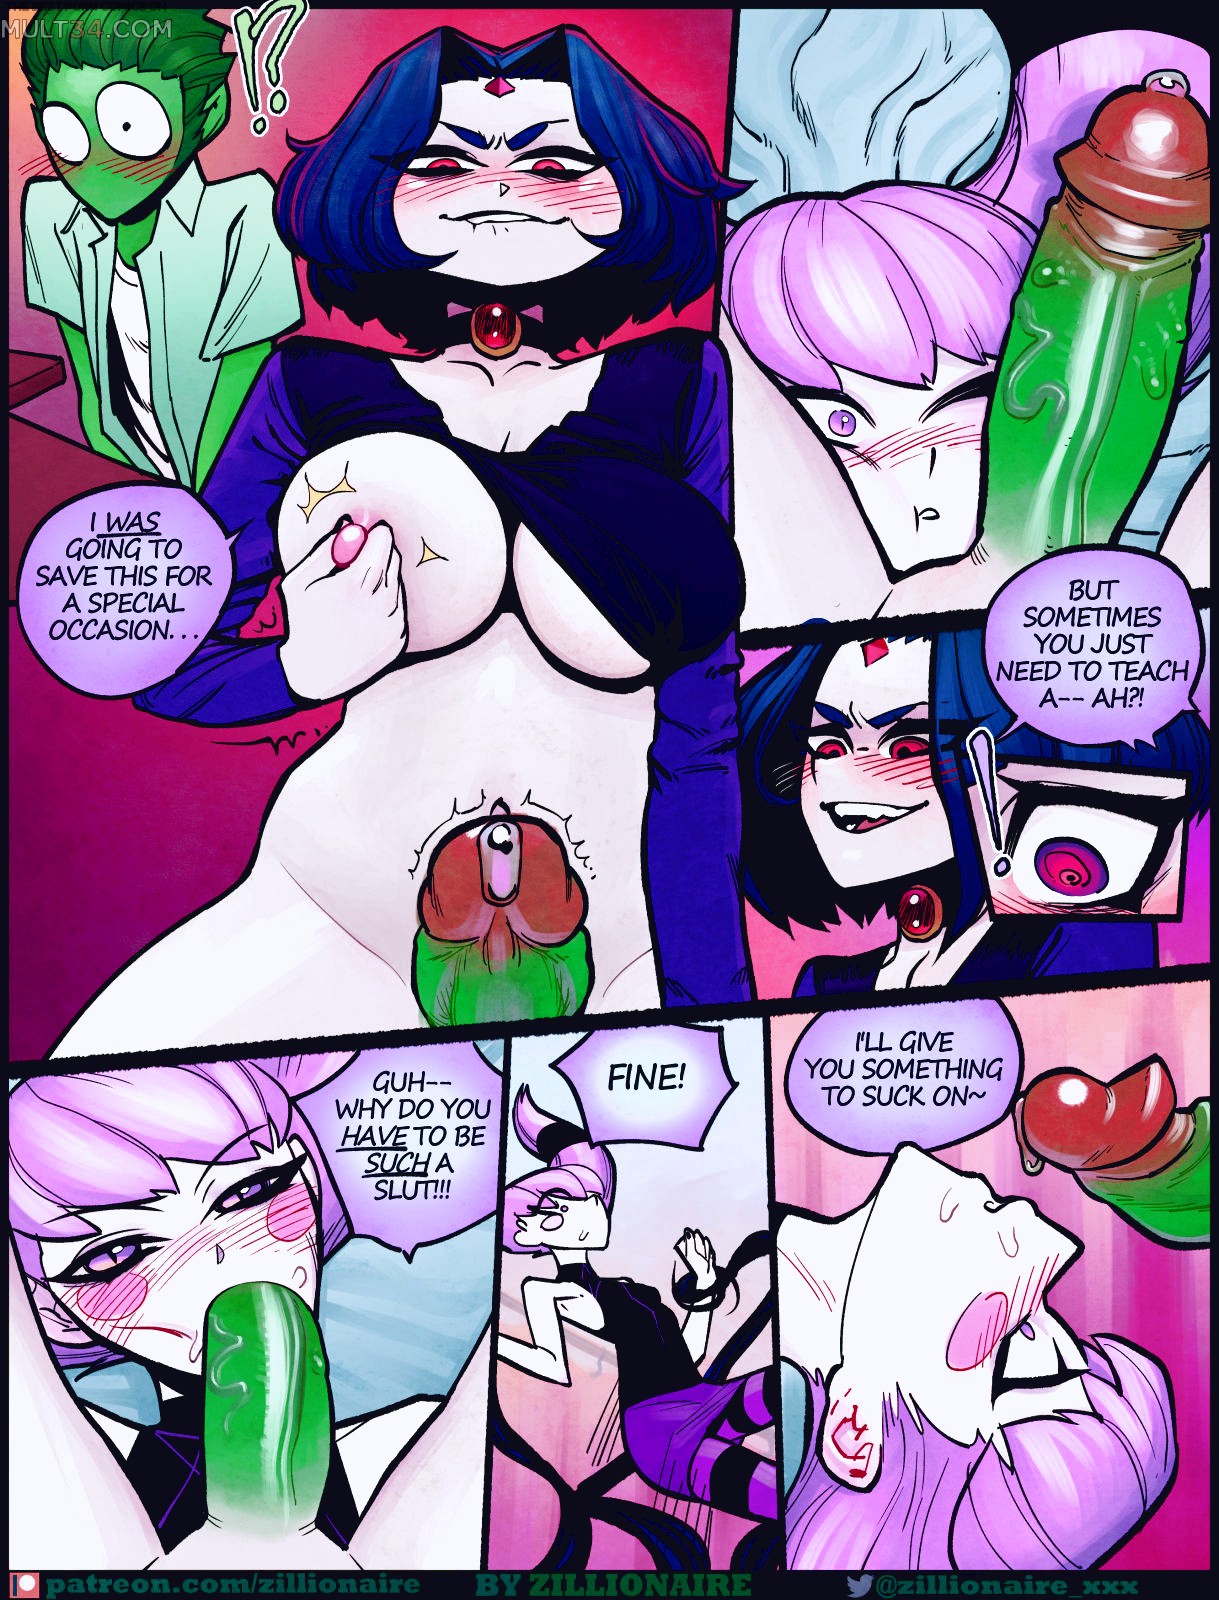 MULT34.COM
!?
I WAS
GOING TO
SAVE THIS FOR
A SPECIAL
OCCASION...
BUT
SOMETIMES
YOU JUST
NEED TO TEACH
A-- AH?!
!
GUH--
WHY DO YOU
HAVE TO BE
SUCH A
SLUT!!!
FINE!
I'LL GIVE
YOU SOMETHING
TO SUCK ON~
patreon.com/zillionaire
BY ZILLIONAIRE
@zillionaire_xxx